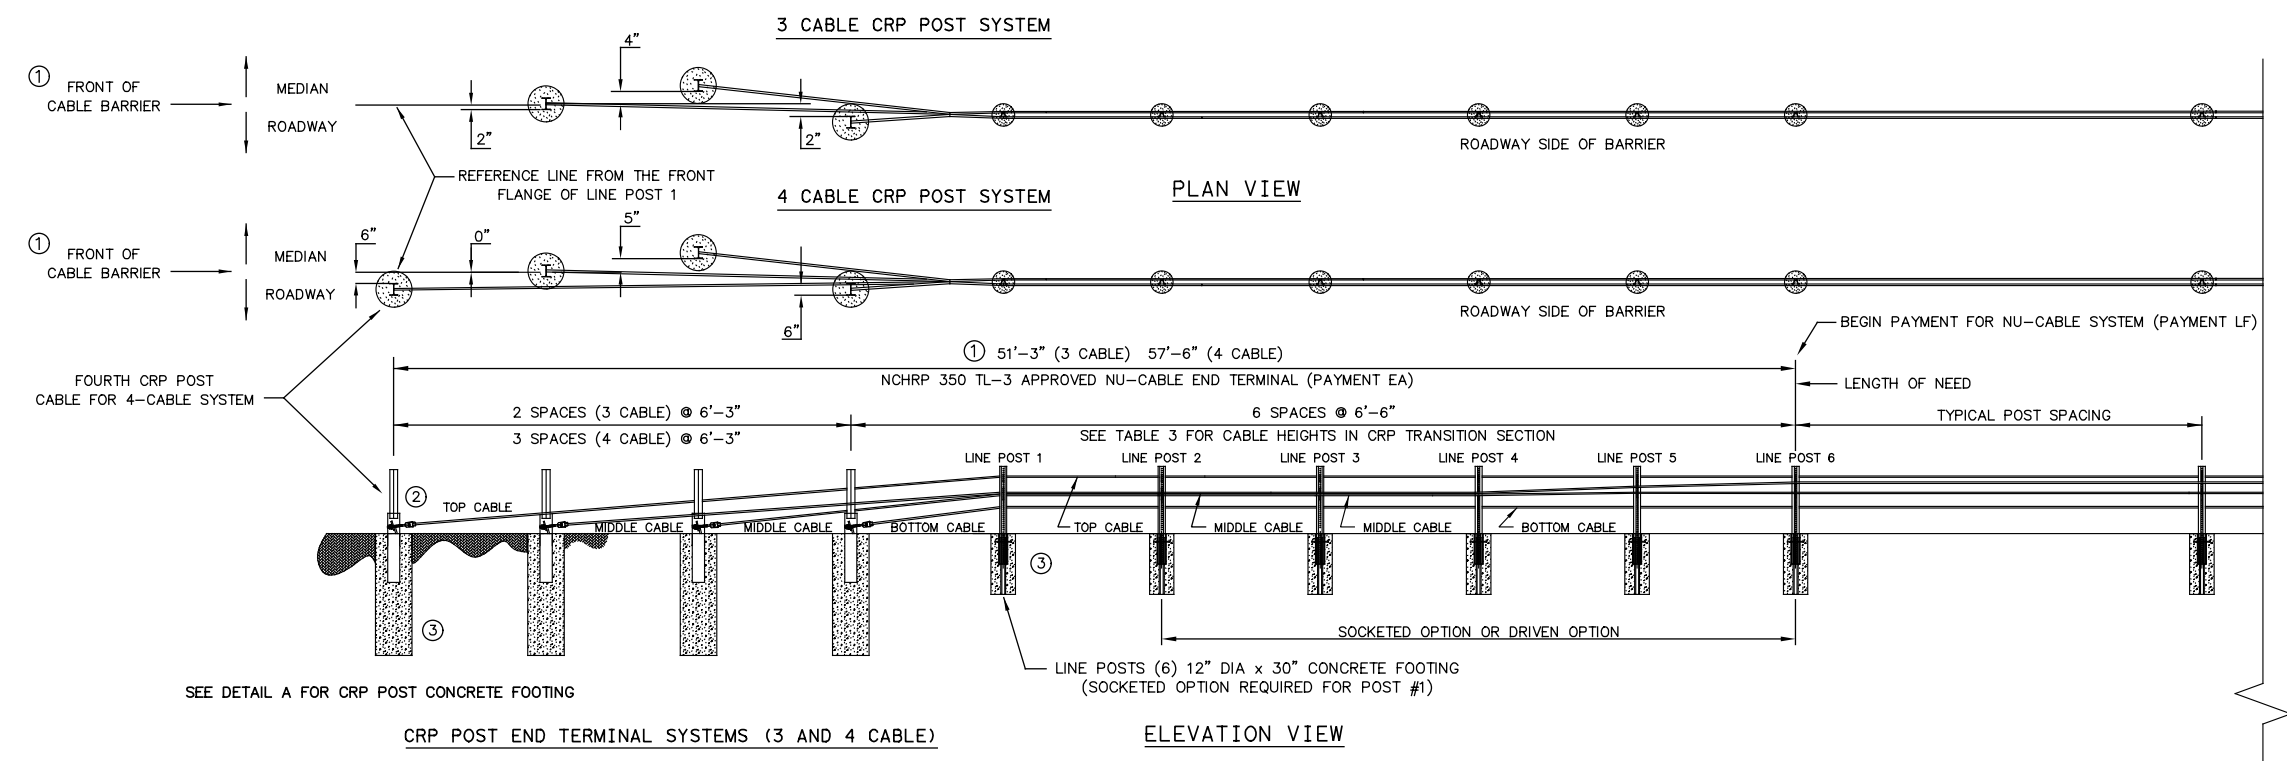 3 CABLE CRP POST SYSTEM
4”
① FRONT OF
CABLE BARRIER
MEDIAN
ROADWAY
2”
2”
ROADWAY SIDE OF BARRIER
REFERENCE LINE FROM THE FRONT
FLANGE OF LINE POST 1
PLAN VIEW
4 CABLE CRP POST SYSTEM
5”
6”
0”
① FRONT OF
CABLE BARRIER
MEDIAN
ROADWAY
6”
ROADWAY SIDE OF BARRIER
BEGIN PAYMENT FOR NU-CABLE SYSTEM (PAYMENT LF)
① 51’-3” (3 CABLE) 57’-6” (4 CABLE)
NCHRP 350 TL-3 APPROVED NU-CABLE END TERMINAL (PAYMENT EA)
LENGTH OF NEED
FOURTH CRP POST
CABLE FOR 4-CABLE SYSTEM
2 SPACES (3 CABLE) @ 6’-3”
3 SPACES (4 CABLE) @ 6’-3”
6 SPACES @ 6’-6”
SEE TABLE 3 FOR CABLE HEIGHTS IN CRP TRANSITION SECTION
TYPICAL POST SPACING
LINE POST 1
LINE POST 2
LINE POST 3
LINE POST 4
LINE POST 5
LINE POST 6
②
TOP CABLE
MIDDLE CABLE
MIDDLE CABLE
BOTTOM CABLE
TOP CABLE
MIDDLE CABLE
MIDDLE CABLE
BOTTOM CABLE
③
③
SOCKETED OPTION OR DRIVEN OPTION
LINE POSTS (6) 12” DIA x 30” CONCRETE FOOTING
(SOCKETED OPTION REQUIRED FOR POST #1)
SEE DETAIL A FOR CRP POST CONCRETE FOOTING
CRP POST END TERMINAL SYSTEMS (3 AND 4 CABLE)
ELEVATION VIEW